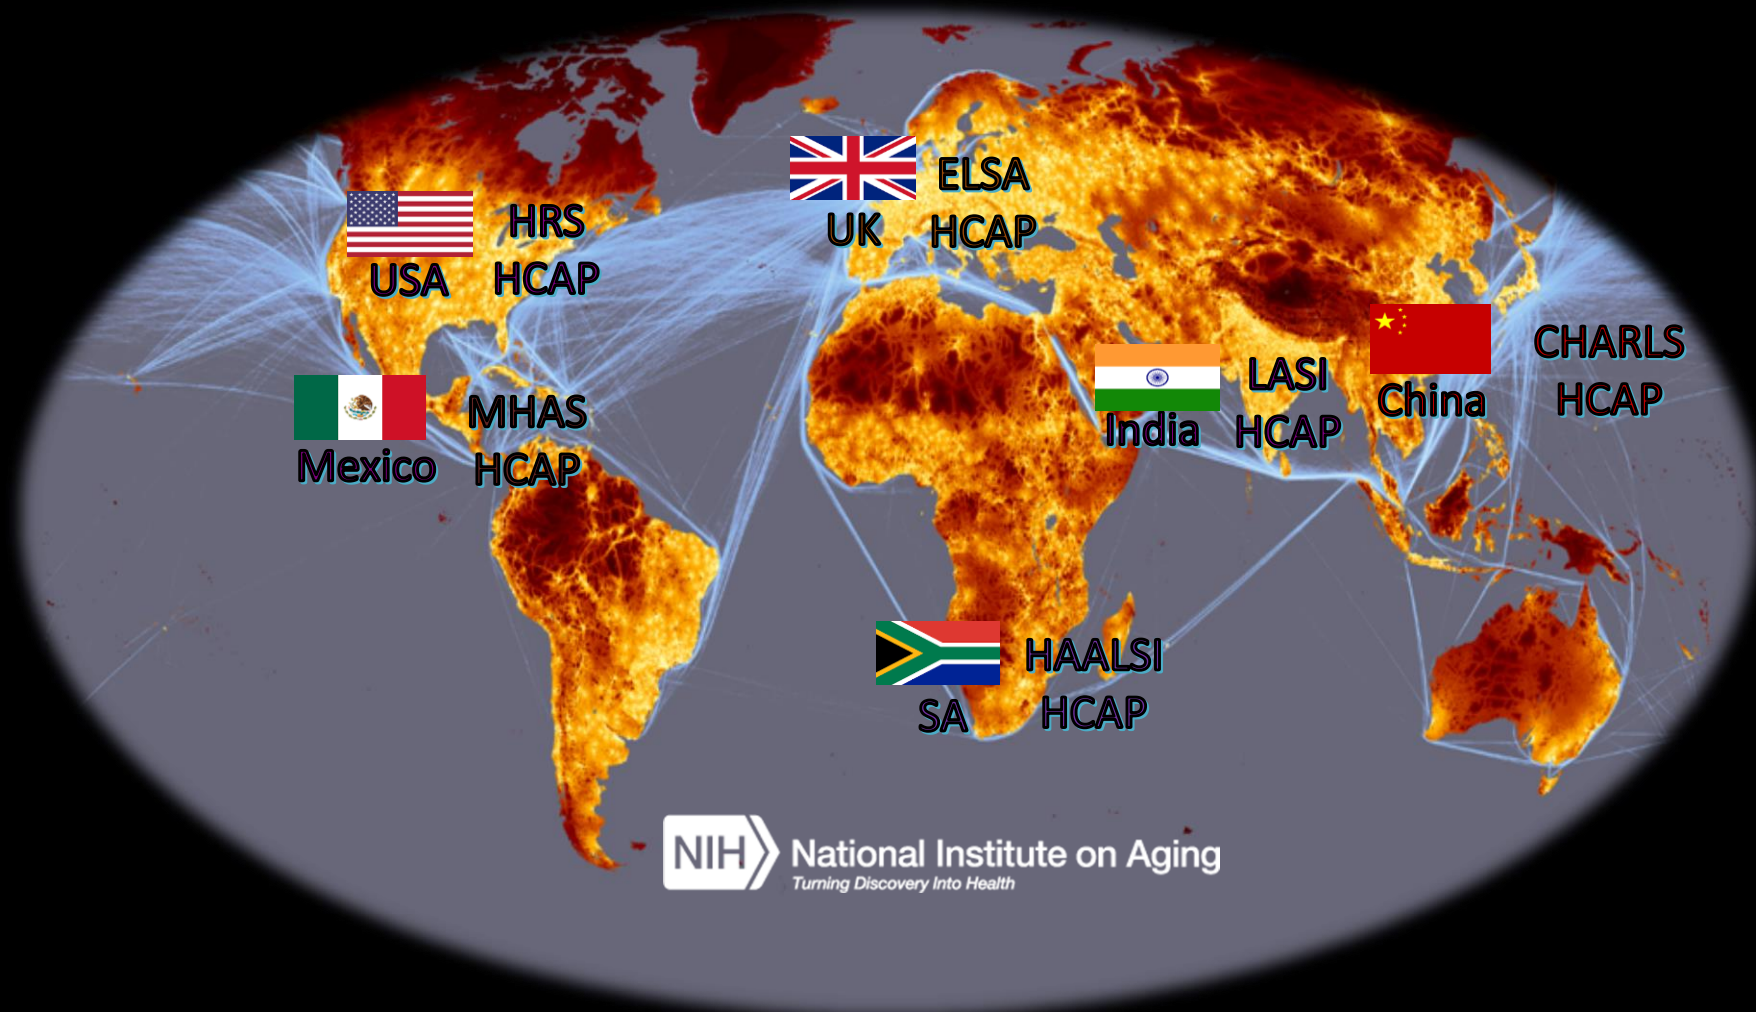 ELSA
HCAP
UK
HRS
HCAP
USA
CHARLS
HCAP
China
LASI
HCAP
India
MHAS
HCAP
Mexico
HAALSI
HCAP
SA
NIH
National Institute on Aging
Turning Discovery Into Health